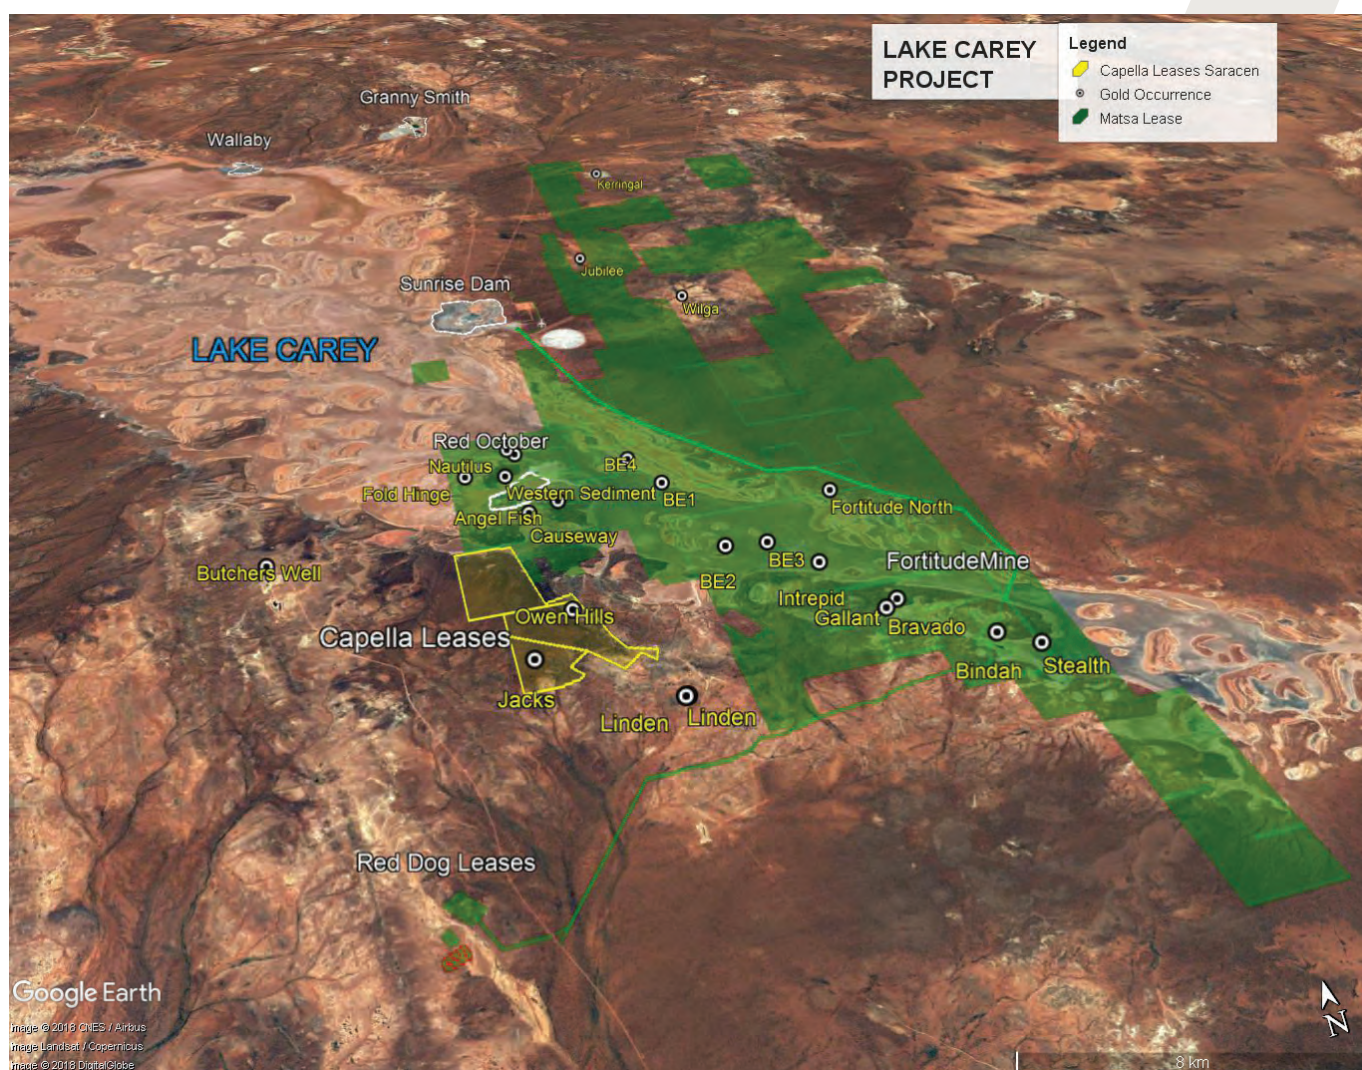 LAKE CAREY
PROJECT
Legend
Capella Leases Saracen
Gold Occurrence
Matsa Lease
Granny Smith
Wallaby
Kerringal
Jubilee
Sunrise Dam
Wilga
LAKE CAREY
Red October
Nautilus
BE4
Fold Hinge
Western Sediment
BE1
Fortitude North
Angel Fish
Causeway
BE3
FortitudeMine
Butchers Well
BE2
Intrepid
Owen Hills
Gallant
Bravado
Capella Leases
Bindah
Stealth
Jacks
Linden
Linden
Red Dog Leases
Google Earth
Image © 2018 CNES / Airbus
Image Landsat / Copernicus
Image © 2018 DigitalGlobe
N
8 km